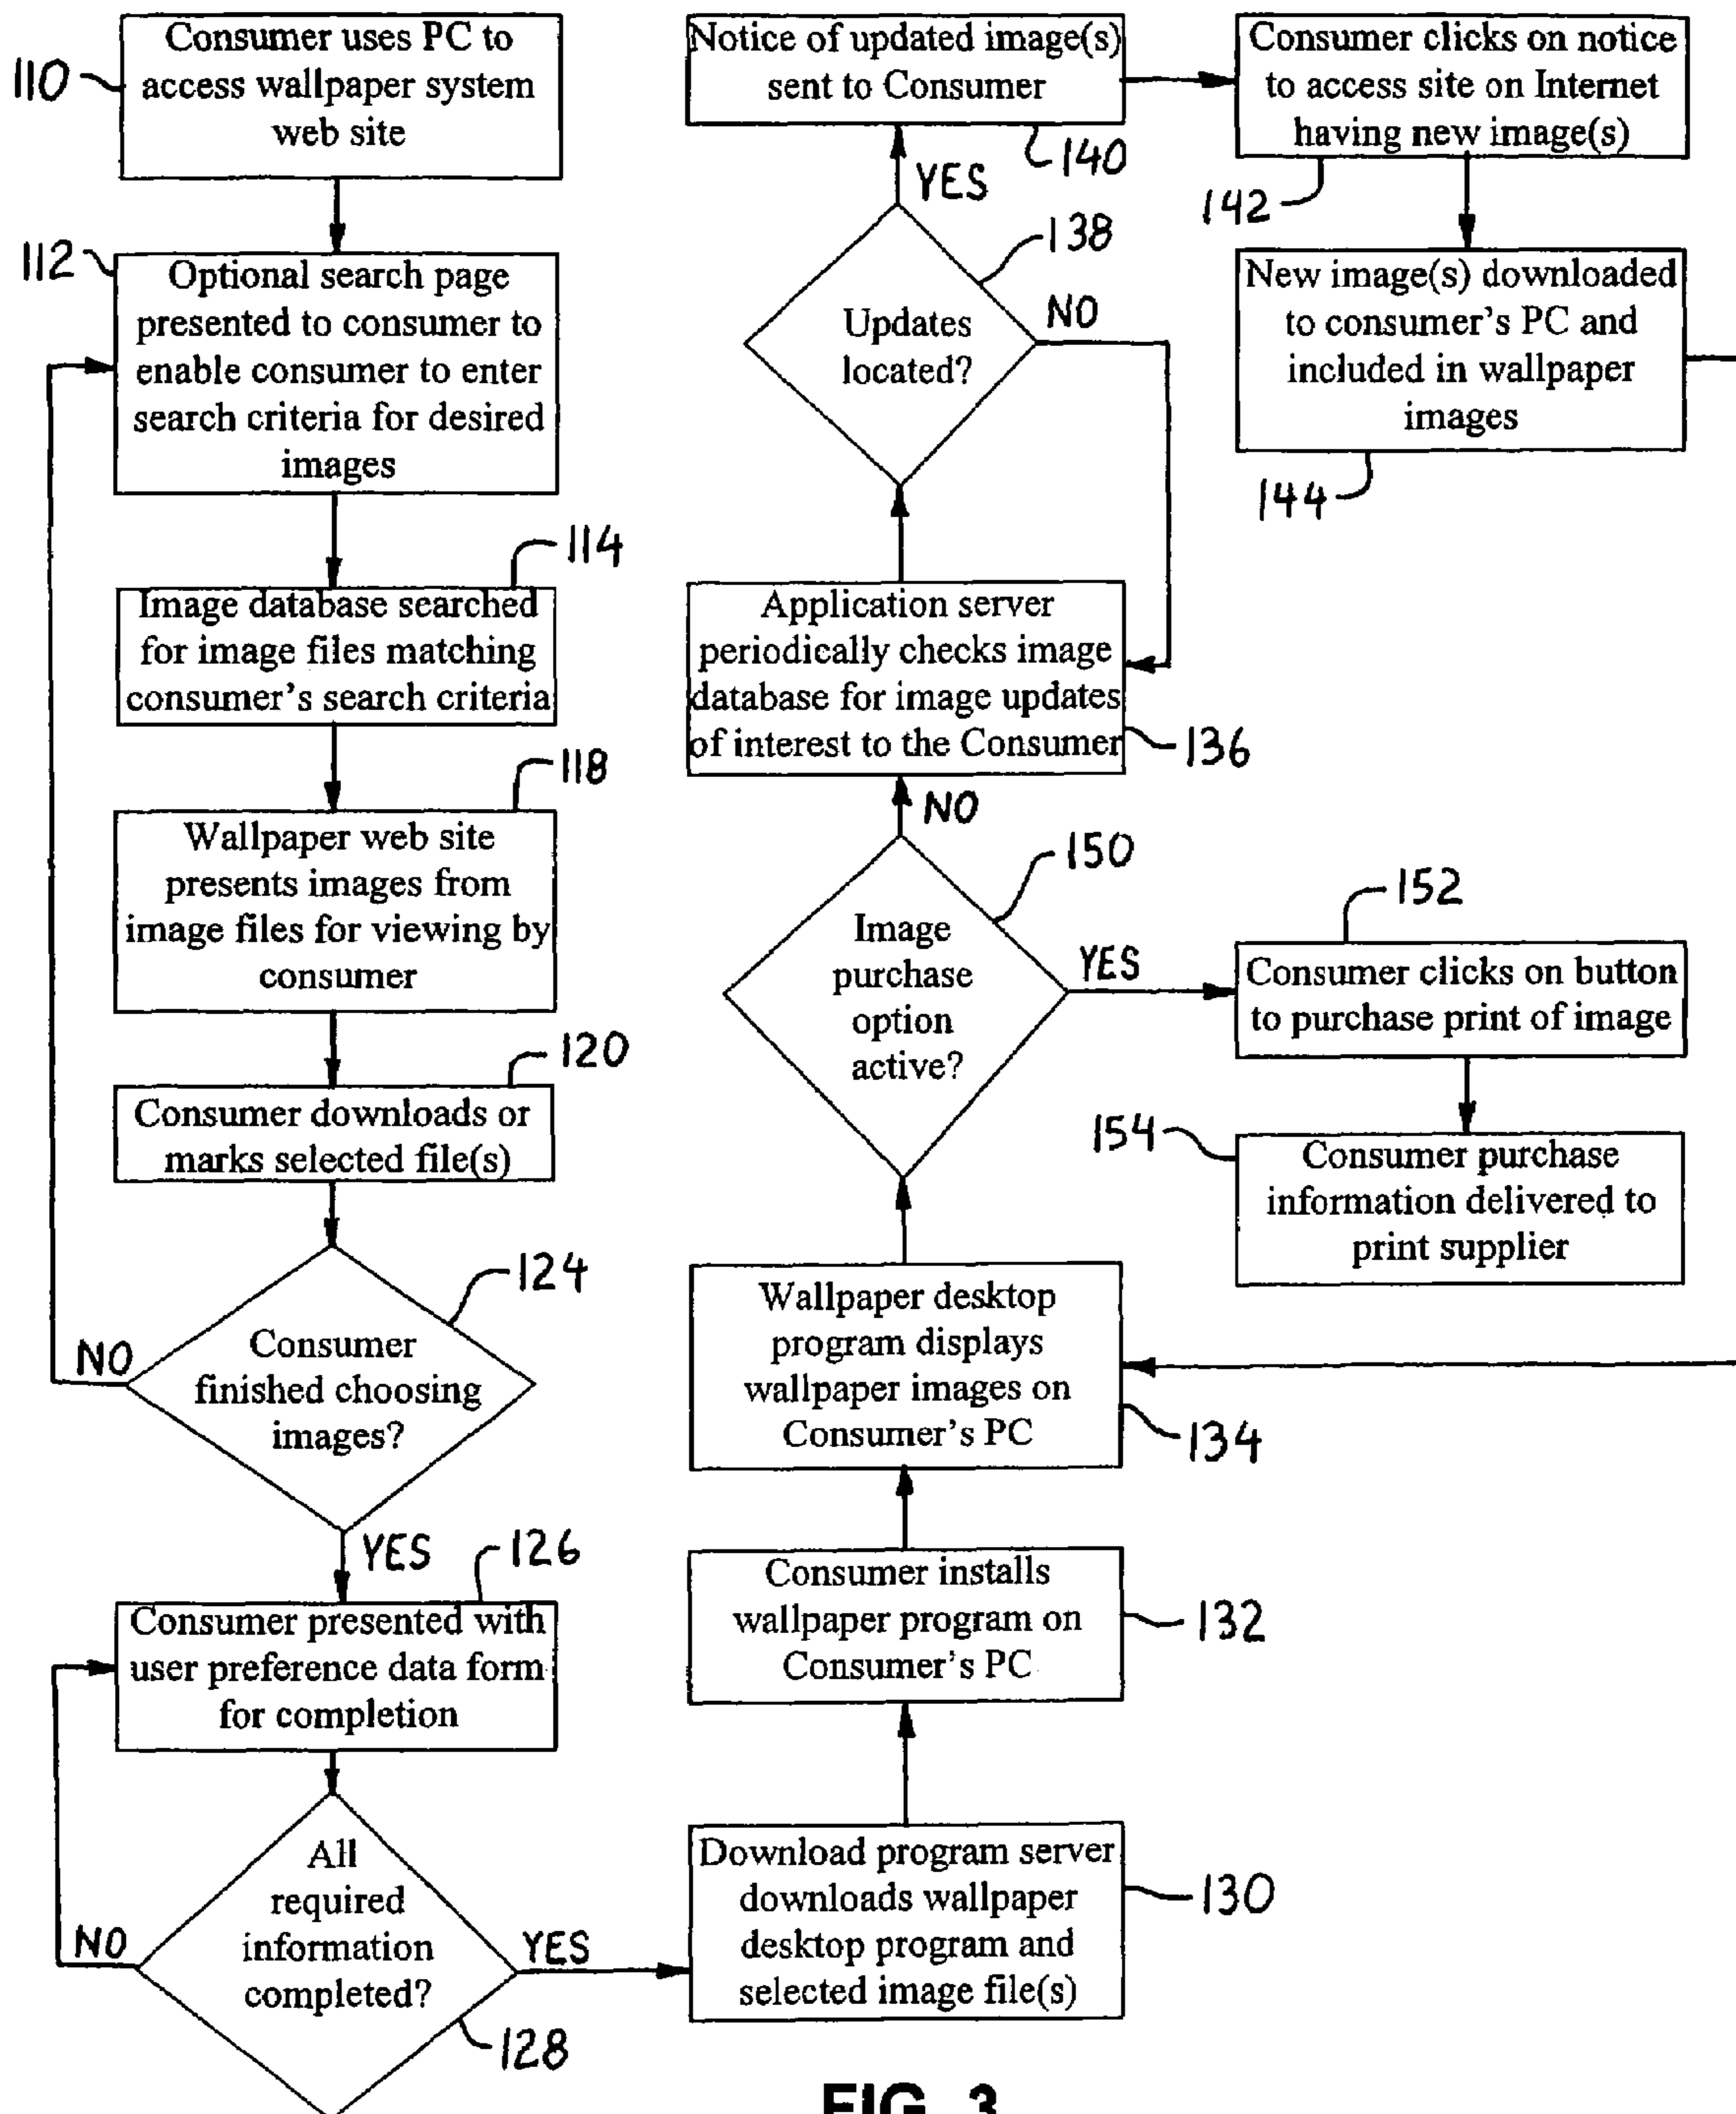 110
Consumer uses PC to
access wallpaper system
web site
112
Optional search page
presented to consumer to
enable consumer to enter
search criteria for desired
images
114
Image database searched
for image files matching
consumer's search criteria
118
Wallpaper web site
presents images from
image files for viewing by
consumer
120
Consumer downloads or
marks selected file(s)
124
Consumer
finished choosing
images?
NO
YES
126
Consumer presented with
user preference data form
for completion
All
required
information
completed?
NO
YES
128
Download program server
downloads wallpaper
desktop program and
selected image file(s)
130
Consumer installs
wallpaper program on
Consumer's PC
132
Wallpaper desktop
program displays
wallpaper images on
Consumer's PC
134
Image
purchase
option
active?
150
YES
NO
152
Consumer clicks on button
to purchase print of image
154
Consumer purchase
information delivered to
print supplier
Application server
periodically checks image
database for image updates
of interest to the Consumer
136
Updates
located?
138
NO
YES
Notice of updated image(s)
sent to Consumer
140
Consumer clicks on notice
to access site on Internet
having new image(s)
142
New image(s) downloaded
to consumer's PC and
included in wallpaper
images
144
FIG. 3